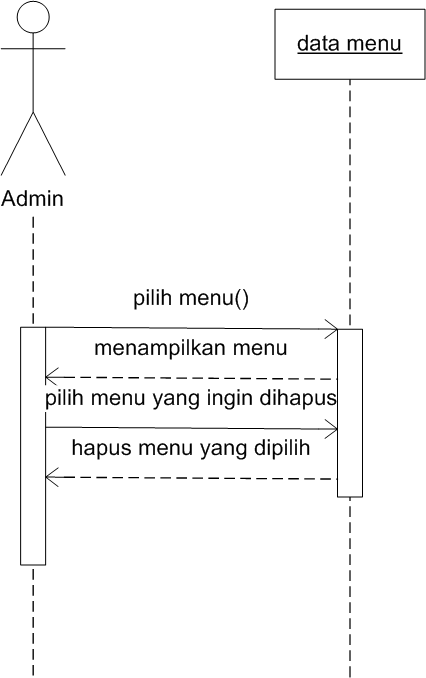 data menu
Admin
pilih menu()
menampilkan menu
pilih menu yang ingin dihapus
hapus menu yang dipilih